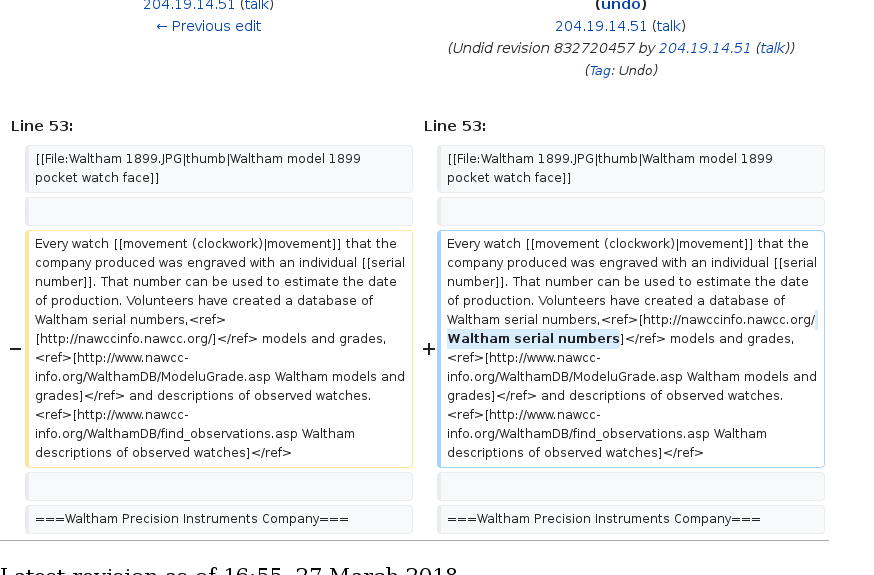 204.19.14.51 (talk)
← Previous edit
(undo)
204.19.14.51 (talk)
(Undid revision 832720457 by 204.19.14.51 (talk))
(Tag: Undo)
Line 53:
[[File:Waltham 1899.JPG|thumb|Waltham model 1899
pocket watch face]]
Every watch [[movement (clockwork)|movement]] that the
company produced was engraved with an individual [[serial
number]]. That number can be used to estimate the date
of production. Volunteers have created a database of
Waltham serial numbers,<ref>
[http://nawccinfo.nawcc.org/]</ref> models and grades,
− <ref>[http://www.nawcc-
info.org/WalthamDB/ModeluGrade.asp Waltham models and
grades]</ref> and descriptions of observed watches.
<ref>[http://www.nawcc-
info.org/WalthamDB/find_observations.asp Waltham
descriptions of observed watches]</ref>
===Waltham Precision Instruments Company===
Line 53:
[[File:Waltham 1899.JPG|thumb|Waltham model 1899
pocket watch face]]
Every watch [[movement (clockwork)|movement]] that the
company produced was engraved with an individual [[serial
number]]. That number can be used to estimate the date
of production. Volunteers have created a database of
Waltham serial numbers,<ref>[http://nawccinfo.nawcc.org/
+ Waltham serial numbers]</ref> models and grades,
<ref>[http://www.nawcc-
info.org/WalthamDB/ModeluGrade.asp Waltham models and
grades]</ref> and descriptions of observed watches.
<ref>[http://www.nawcc-
info.org/WalthamDB/find_observations.asp Waltham
descriptions of observed watches]</ref>
===Waltham Precision Instruments Company===
Latest revision as of 16:55, 27 March 2018